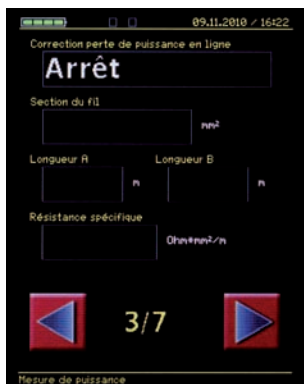 09.11.2010 / 16:22
Correction perte de puissance en ligne
Arrêt
Section du fil
mm²
Longueur A Longueur B
m m
Résistance spécifique
Ohm*mm²/m
3/7
Mesure de puissance